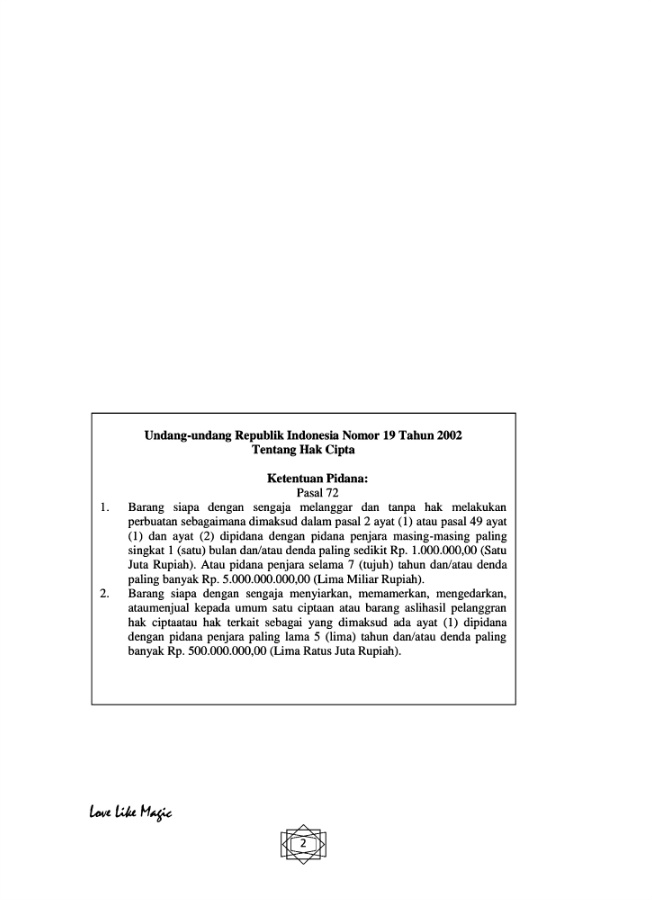 Undang-undang Republik Indonesia Nomor 19 Tahun 2002
Tentang Hak Cipta
Ketentuan Pidana:
Pasal 72
1. Barang siapa dengan sengaja melanggar dan tanpa hak melakukan
perbuatan sebagaimana dimaksud dalam pasal 2 ayat (1) atau pasal 49 ayat
(1) dan ayat (2) dipidana dengan pidana penjara masing-masing paling
singkat 1 (satu) bulan dan/atau denda paling sedikit Rp. 1.000.000,00 (Satu
Juta Rupiah). Atau pidana penjara selama 7 (tujuh) tahun dan/atau denda
paling banyak Rp. 5.000.000.000,00 (Lima Miliar Rupiah).
2. Barang siapa dengan sengaja menyiarkan, memamerkan, mengedarkan,
ataumenjual kepada umum satu ciptaan atau barang aslihasil pelanggran
hak ciptaatau hak terkait sebagai yang dimaksud ada ayat (1) dipidana
dengan pidana penjara paling lama 5 (lima) tahun dan/atau denda paling
banyak Rp. 500.000.000,00 (Lima Ratus Juta Rupiah).
Love Like Magic
2